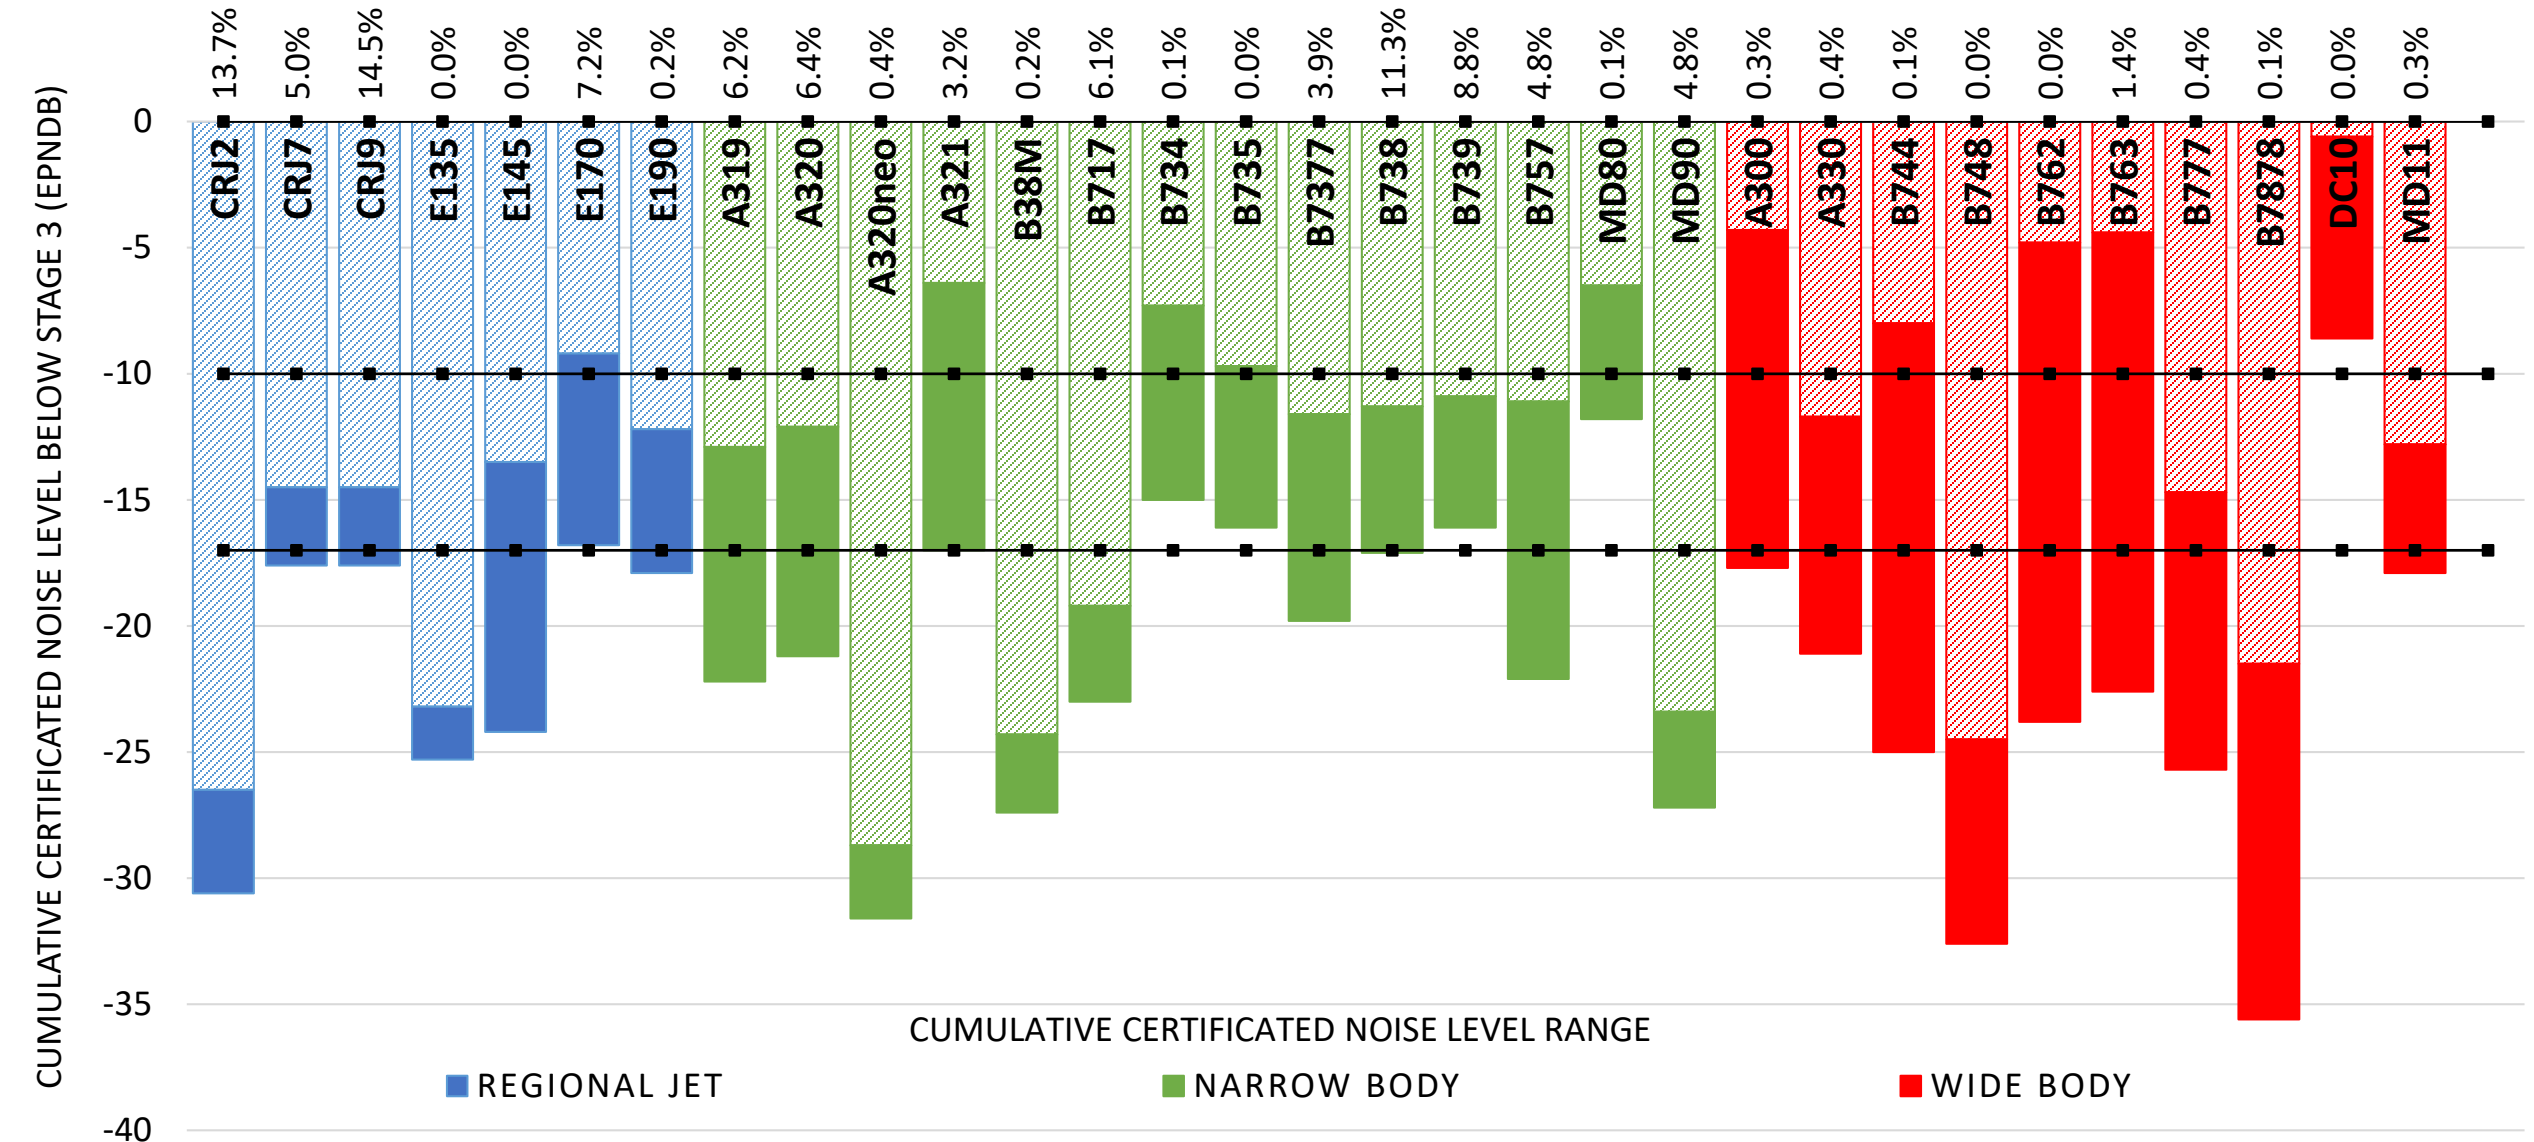 13.7%
5.0%
14.5%
0.0%
0.0%
7.2%
0.2%
6.2%
6.4%
0.4%
3.2%
0.2%
6.1%
0.1%
0.0%
3.9%
11.3%
8.8%
4.8%
0.1%
4.8%
0.3%
0.4%
0.1%
0.0%
0.0%
1.4%
0.4%
0.1%
0.0%
0.3%
CUMULATIVE CERTIFICATED NOISE LEVEL BELOW STAGE 3 (EPNDB)
0
-5
-10
-15
-20
-25
-30
-35
-40
CRJ2
CRJ7
CRJ9
E135
E145
E170
E190
A319
A320
A320neo
A321
B38M
B717
B734
B735
B7377
B738
B739
B757
MD80
MD90
A300
A330
B744
B748
B762
B763
B777
B7878
DC10
MD11
CUMULATIVE CERTIFICATED NOISE LEVEL RANGE
REGIONAL JET
NARROW BODY
WIDE BODY